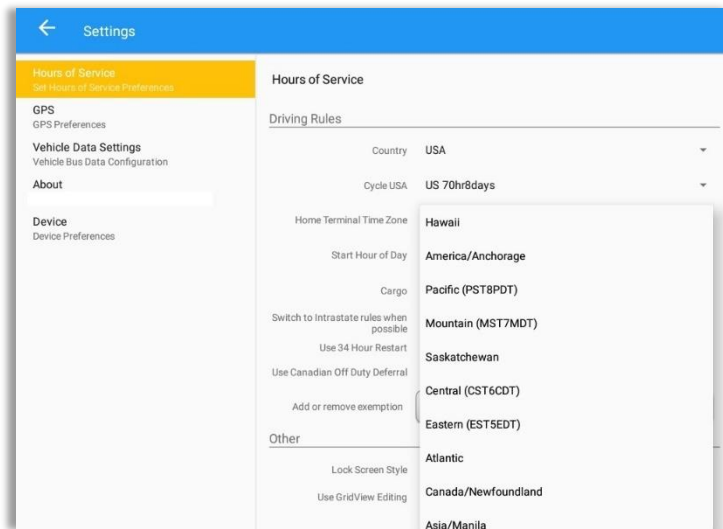 Settings
Hours of Service
Set Hours of Service Preferences
GPS
GPS Preferences
Vehicle Data Settings
Vehicle Bus Data Configuration
About
Device
Device Preferences
Hours of Service
Driving Rules
Country USA
Cycle USA US 70hr8days
Home Terminal Time Zone
Start Hour of Day
Cargo
Switch to Intrastate rules when
possible
Use 34 Hour Restart
Use Canadian Off Duty Deferral
Add or remove exemption
Other
Lock Screen Style
Use GridView Editing
Hawaii
America/Anchorage
Pacific (PST8PDT)
Mountain (MST7MDT)
Saskatchewan
Central (CST6CDT)
Eastern (EST5EDT)
Atlantic
Canada/Newfoundland
Asia/Manila